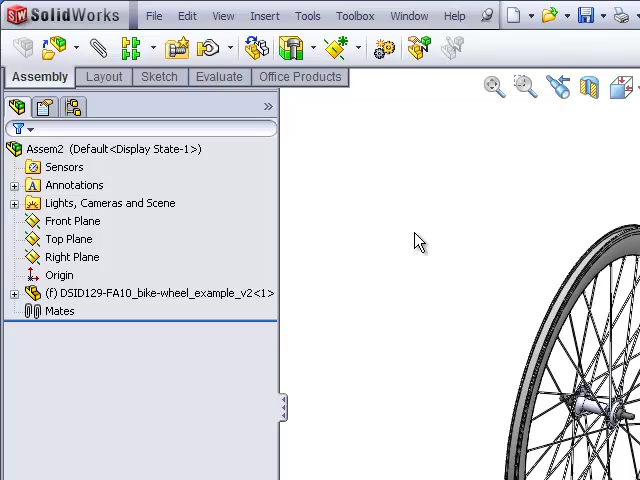 SolidWorks File Edit View Insert Tools Toolbox Window Help
Assembly Layout Sketch Evaluate Office Products
Assem2 (Default<Display State-1>)
Sensors
Annotations
Lights, Cameras and Scene
Front Plane
Top Plane
Right Plane
Origin
(f) DSID129-FA10_bike-wheel_example_v2<1>
Mates